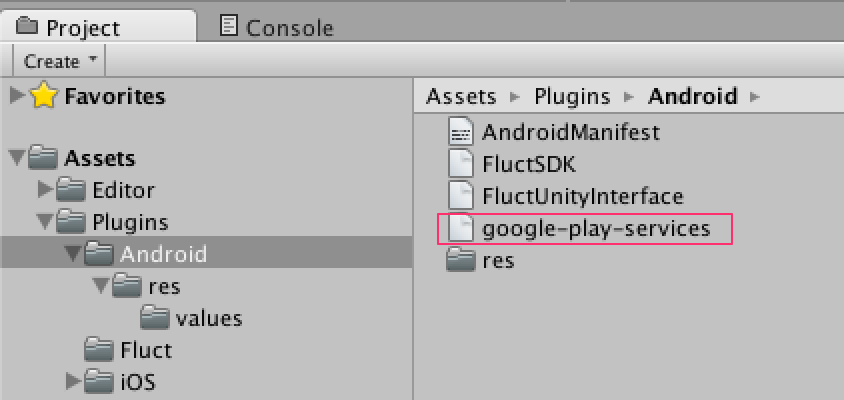 Project
Console
Create
Favorites
Assets
Editor
Plugins
Android
res
values
Fluct
iOS
Assets Plugins Android
AndroidManifest
FluctSDK
FluctUnityInterface
google-play-services
res